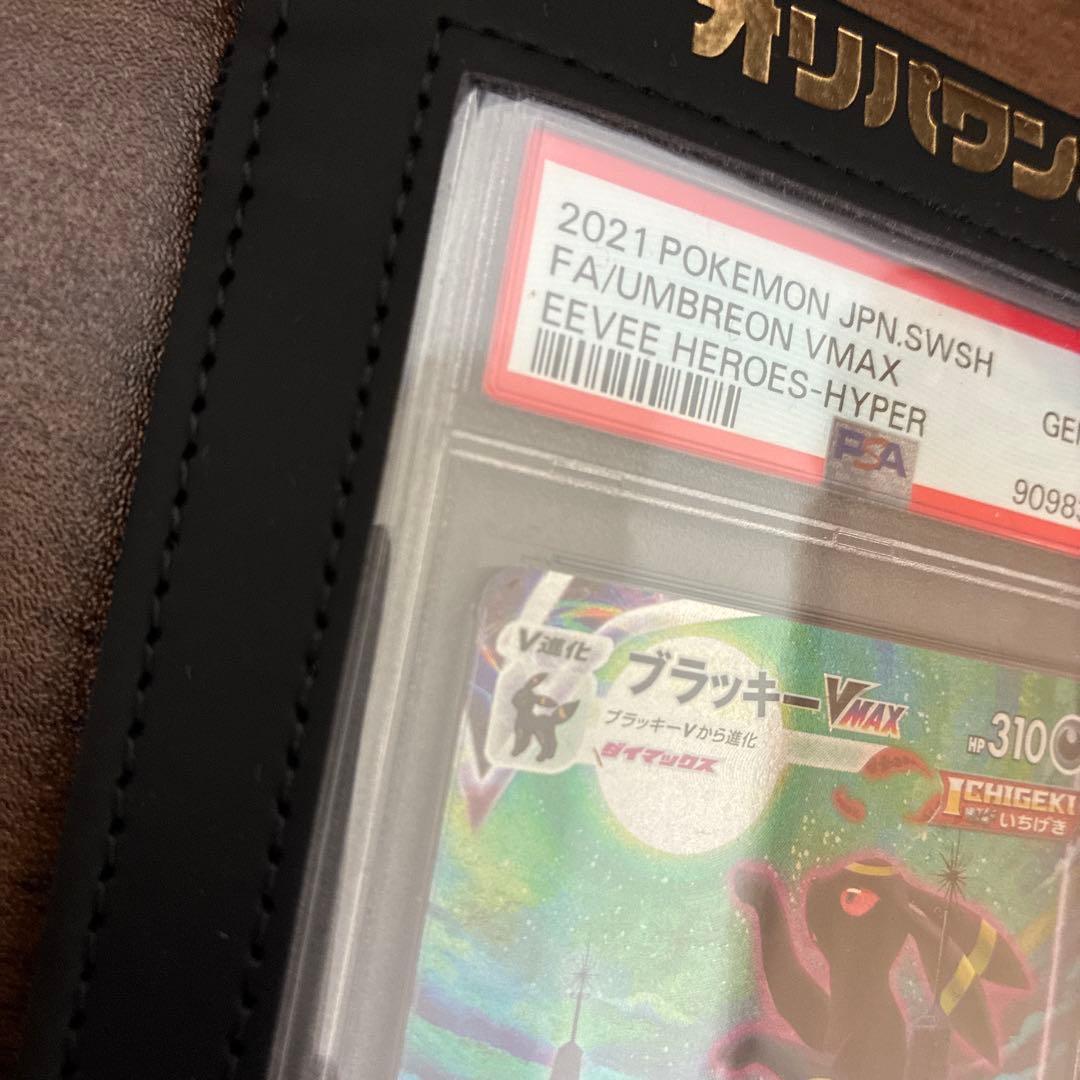 オリパワン
2021 POKEMON JPN.SWSH
FA/UMBREON VMAX
EEVEE HEROES-HYPER
GE
PSA
9098
V進化
ブラッキーVMAX
HP310
ブラッキーVから進化
ダイマックス
ICHIGEKI
いちげき